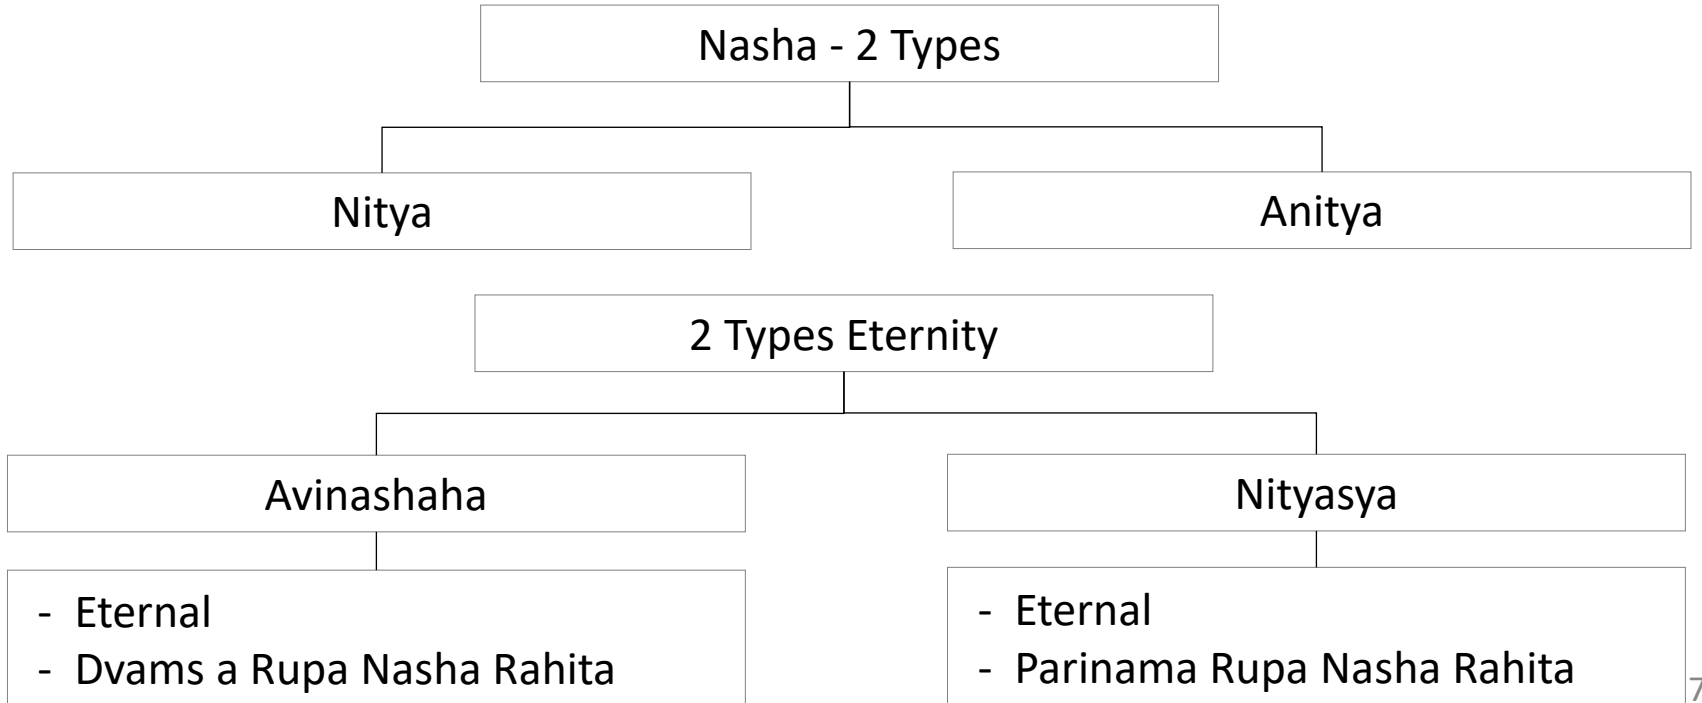 Nasha - 2 Types
Nitya
Anitya
2 Types Eternity
Avinashaha
Nityasya
- Eternal
- Dvams a Rupa Nasha Rahita
- Eternal
- Parinama Rupa Nasha Rahita
7